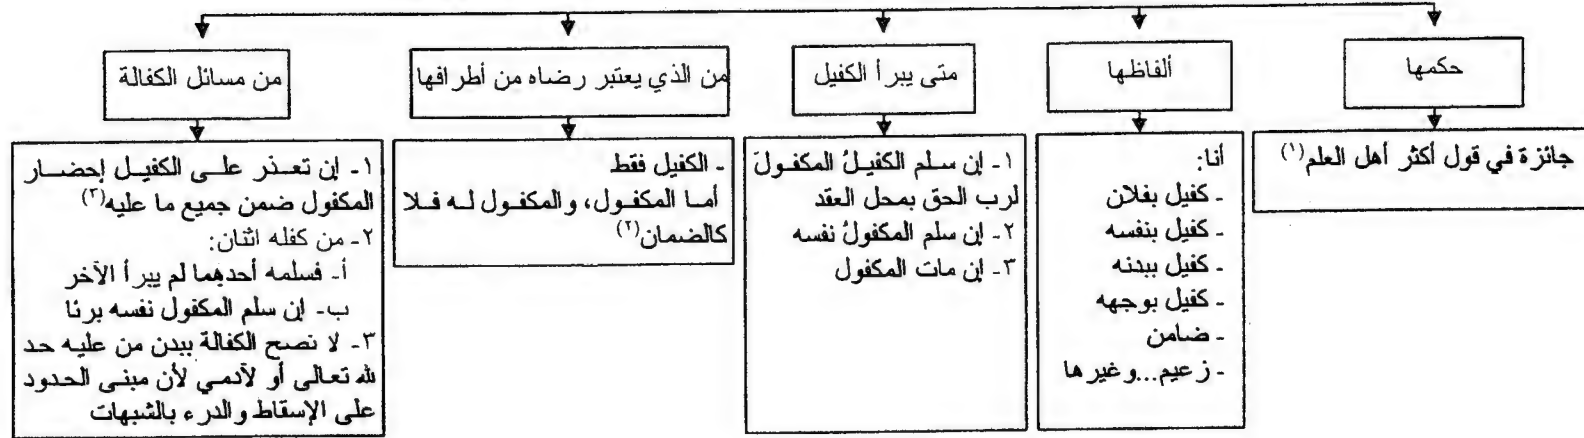 حكمها
جائزة في قول أكثر أهل العلم(١)
ألفاظها
أنا:
- كفيل بفلان
- كفيل بنفسه
- كفيل ببدنه
- كفيل بوجهه
- ضامن
- زعيم...وغيرها
متى يبرأ الكفيل
١- إن سلم الكفيلُ المكفولَ
لرب الحق بمحل العقد
٢- إن سلم المكفولُ نفسه
٣- إن مات المكفول
من الذي يعتبر رضاه من أطرافها
- الكفيل فقط
أما المكفول، والمكفول له فلا
كالضمان(٢)
من مسائل الكفالة
١- إن تعذر على الكفيل إحضار
المكفول ضمن جميع ما عليه(٣)
٢- من كفله اثنان:
أ- فسلمه أحدهما لم يبرأ الآخر
ب- إن سلم المكفول نفسه برئا
٣- لا تصح الكفالة ببدن من عليه حد
لله تعالى أو لآدمي لأن مبنى الحدود
على الإسقاط والدرء بالشبهات